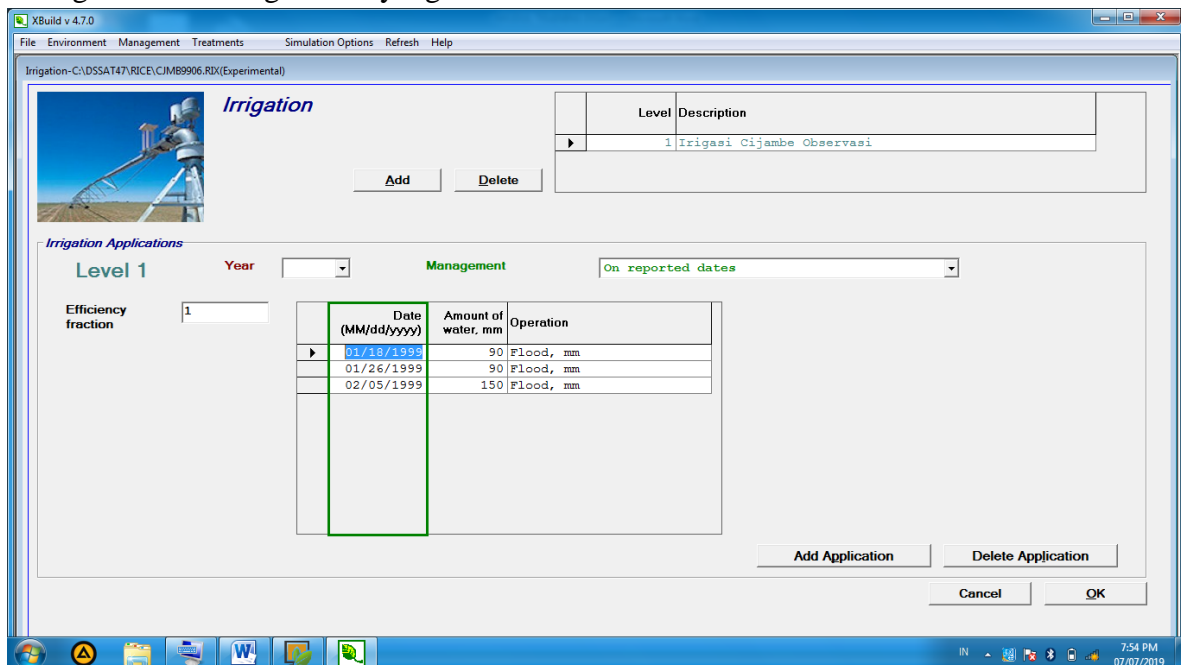 XBuild v 4.7.0
File Environment Management Treatments Simulation Options Refresh Help
Irrigation-C:\DSSAT47\RICE\CJMB9906.RIX(Experimental)
Irrigation
Level Description
1 Irigasi Cijambe Observasi
Add Delete
Irrigation Applications
Level 1 Year Management On reported dates
Efficiency fraction 1
Date (MM/dd/yyyy) Amount of water, mm Operation
01/18/1999 90 Flood, mm
01/26/1999 90 Flood, mm
02/05/1999 150 Flood, mm
Add Application Delete Application
Cancel OK
IN 7:54 PM
07/07/2019